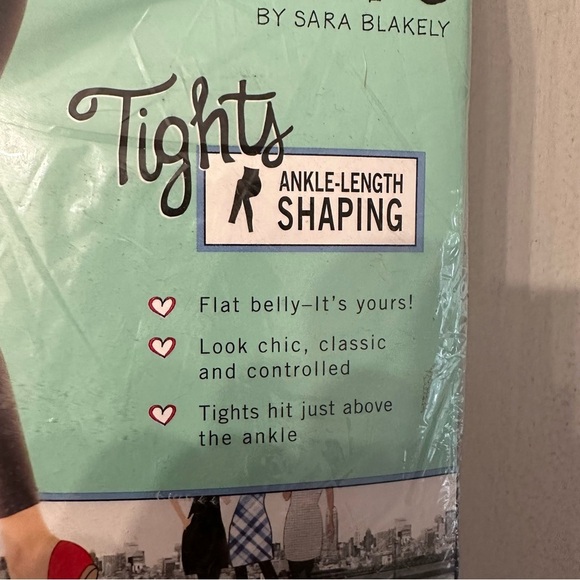 BY SARA BLAKELY
Tights
ANKLE-LENGTH
SHAPING
Flat belly–It's yours!
Look chic, classic
and controlled
Tights hit just above
the ankle